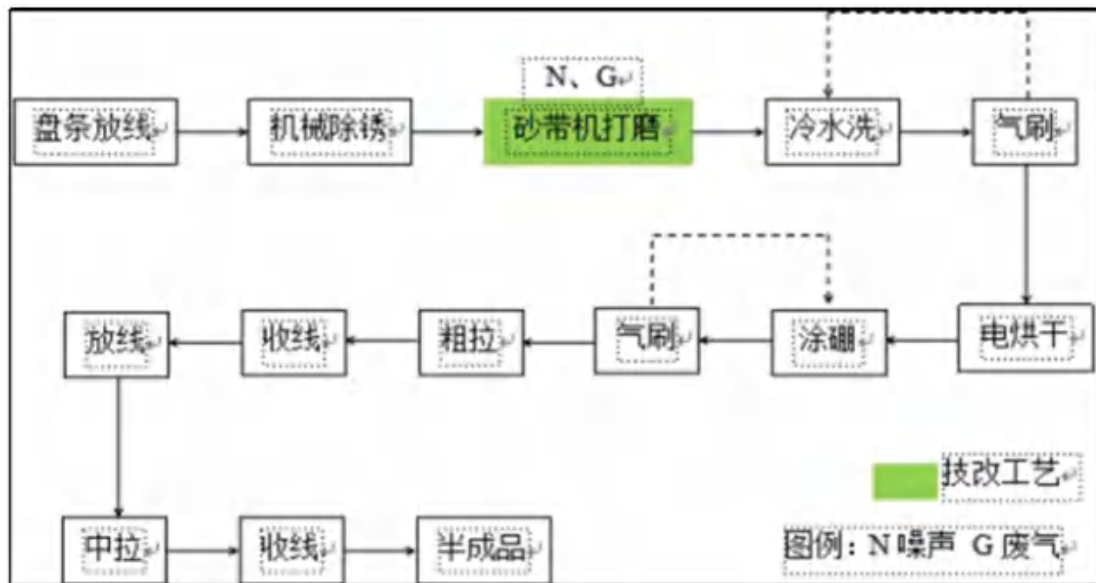 N、G
盘条放线
机械除锈
砂带机打磨
冷水洗
气刷
放线
收线
粗拉
气刷
涂硼
电烘干
技改工艺
中拉
收线
半成品
图例：N 噪声 G 废气